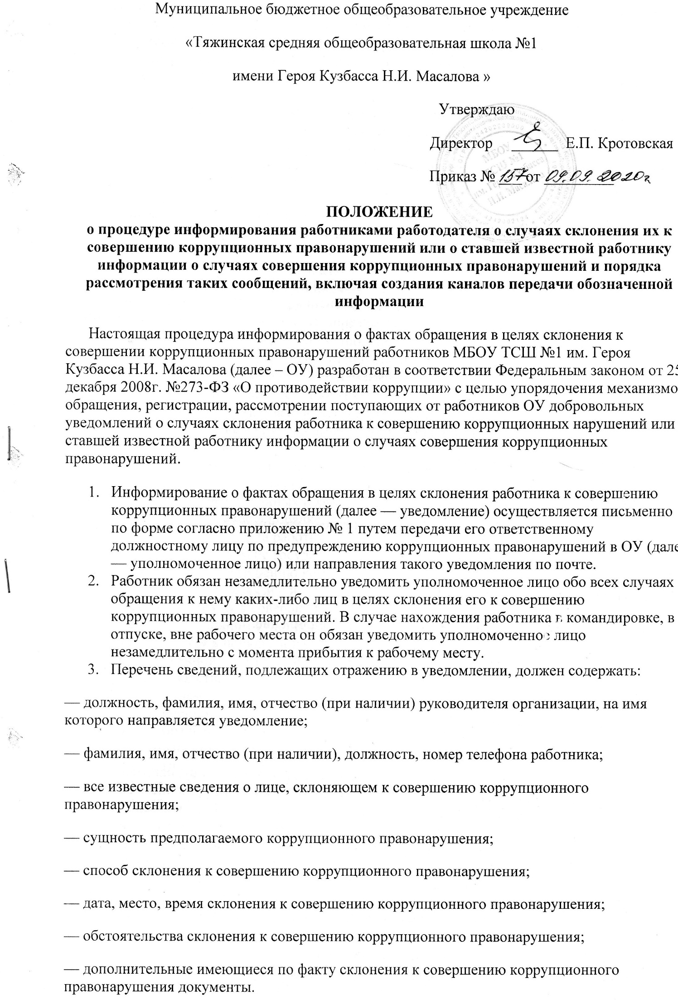 Муниципальное бюджетное общеобразовательное учреждение
«Тяжинская средняя общеобразовательная школа №1
имени Героя Кузбасса Н.И. Масалова »
Утверждаю
Директор ______ Е.П. Кротовская
Приказ № 157 от 09.09.2020г
МБОУ
ТСШ №1
им. Героя Кузбасса
Н.И. Масалова
4242002124
ПОЛОЖЕНИЕ
о процедуре информирования работниками работодателя о случаях склонения их к
совершению коррупционных правонарушений или о ставшей известной работнику
информации о случаях совершения коррупционных правонарушений и порядка
рассмотрения таких сообщений, включая создания каналов передачи обозначенной
информации
Настоящая процедура информирования о фактах обращения в целях склонения к
совершении коррупционных правонарушений работников МБОУ ТСШ №1 им. Героя
Кузбасса Н.И. Масалова (далее – ОУ) разработан в соответствии Федеральным законом от 25
декабря 2008г. №273-ФЗ «О противодействии коррупции» с целью упорядочения механизмо
обращения, регистрации, рассмотрении поступающих от работников ОУ добровольных
уведомлений о случаях склонения работника к совершению коррупционных нарушений или
ставшей известной работнику информации о случаях совершения коррупционных
правонарушений.
1. Информирование о фактах обращения в целях склонения работника к совершению
коррупционных правонарушений (далее — уведомление) осуществляется письменно
по форме согласно приложению № 1 путем передачи его ответственному
должностному лицу по предупреждению коррупционных правонарушений в ОУ (дале
— уполномоченное лицо) или направления такого уведомления по почте.
2. Работник обязан незамедлительно уведомить уполномоченное лицо обо всех случаях
обращения к нему каких-либо лиц в целях склонения его к совершению
коррупционных правонарушений. В случае нахождения работника в командировке, в
отпуске, вне рабочего места он обязан уведомить уполномоченное лицо
незамедлительно с момента прибытия к рабочему месту.
3. Перечень сведений, подлежащих отражению в уведомлении, должен содержать:
— должность, фамилия, имя, отчество (при наличии) руководителя организации, на имя
которого направляется уведомление;
— фамилия, имя, отчество (при наличии), должность, номер телефона работника;
— все известные сведения о лице, склоняющем к совершению коррупционного
правонарушения;
— сущность предполагаемого коррупционного правонарушения;
— способ склонения к совершению коррупционного правонарушения;
— дата, место, время склонения к совершению коррупционного правонарушения;
— обстоятельства склонения к совершению коррупционного правонарушения;
— дополнительные имеющиеся по факту склонения к совершению коррупционного
правонарушения документы.